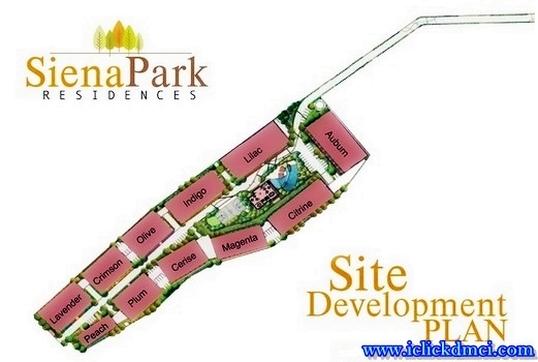 SienaPark
RESIDENCES
Auburn
Lilac
Indigo
Citrine
Olive
Magenta
Crimson
Cerise
Lavender
Plum
Peach
Site
Development
PLAN
www.iclickdmci.com